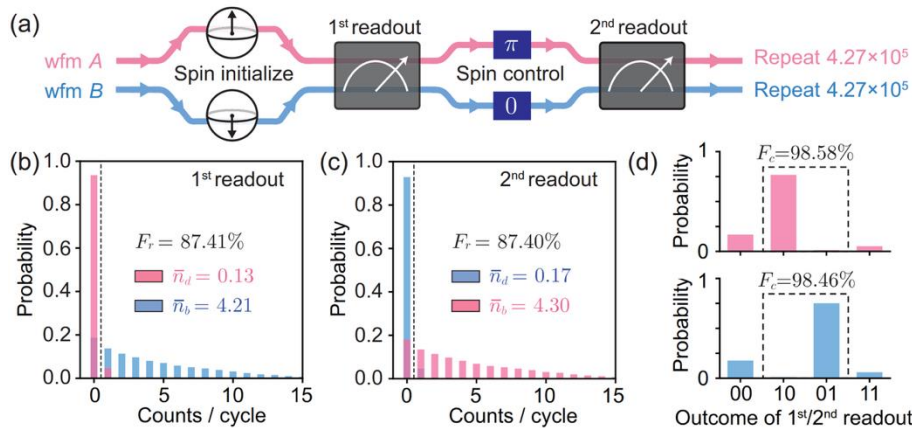 (a)
1st readout
2nd readout
wfm A
π
Repeat 4.27×10⁵
Spin initialize
Spin control
wfm B
0
Repeat 4.27×10⁵
(b)
1st readout
Probability
1.0
0.8
0.6
0.4
0.2
0.0
F_r = 87.41%
n̄_d = 0.13
n̄_b = 4.21
0
5
10
15
Counts / cycle
(c)
2nd readout
Probability
1.0
0.8
0.6
0.4
0.2
0.0
F_r = 87.40%
n̄_d = 0.17
n̄_b = 4.30
0
5
10
15
Counts / cycle
(d)
F_c=98.58%
Probability
1
0
F_c=98.46%
Probability
1
0
00 10 01 11
Outcome of 1st/2nd readout